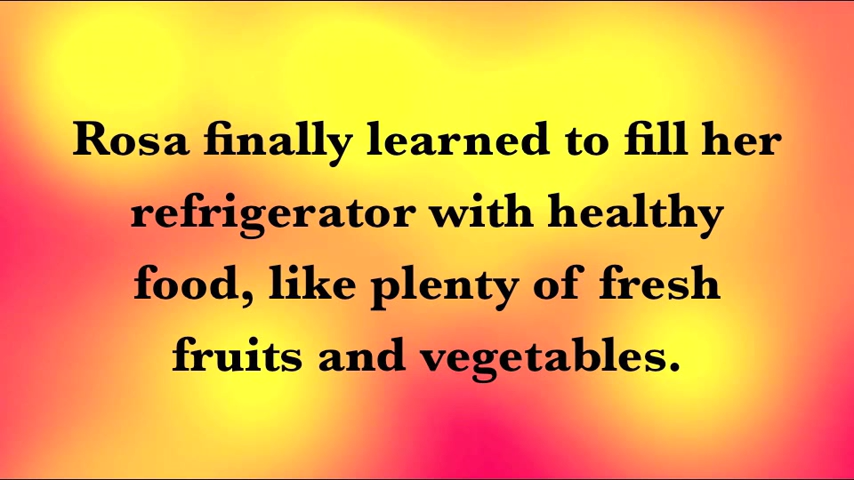 Rosa finally learned to fill her
refrigerator with healthy
food, like plenty of fresh
fruits and vegetables.